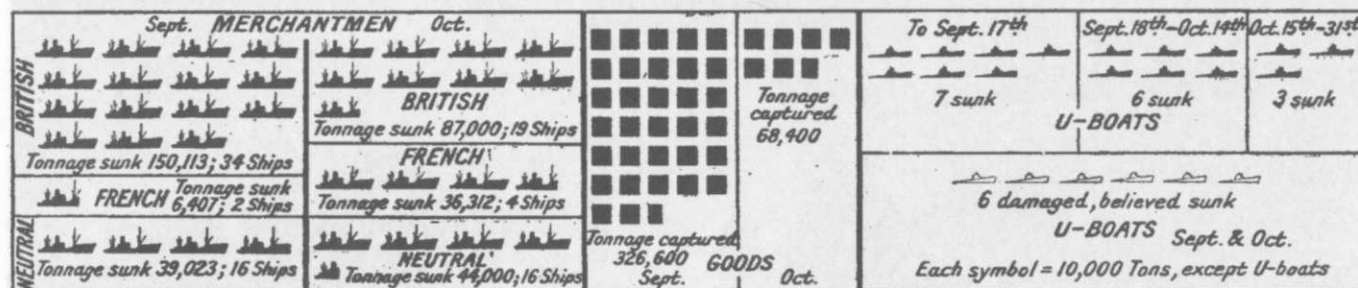 Sept. MERCHANTMEN Oct.
BRITISH
Tonnage sunk 150,113; 34 Ships
FRENCH Tonnage sunk
6,407; 2 Ships
NEUTRAL
Tonnage sunk 39,023; 16 Ships
BRITISH
Tonnage sunk 87,000; 19 Ships
FRENCH
Tonnage sunk 36,312; 4 Ships
NEUTRAL
Tonnage sunk 44,000; 16 Ships
Tonnage captured
326,600
Sept.
Tonnage
captured
68,400
GOODS
Oct.
To Sept. 17th
7 sunk
Sept. 18th-Oct. 14th
6 sunk
Oct. 15th-31st
3 sunk
U-BOATS
6 damaged, believed sunk
U-BOATS Sept. & Oct.
Each symbol = 10,000 Tons, except U-boats